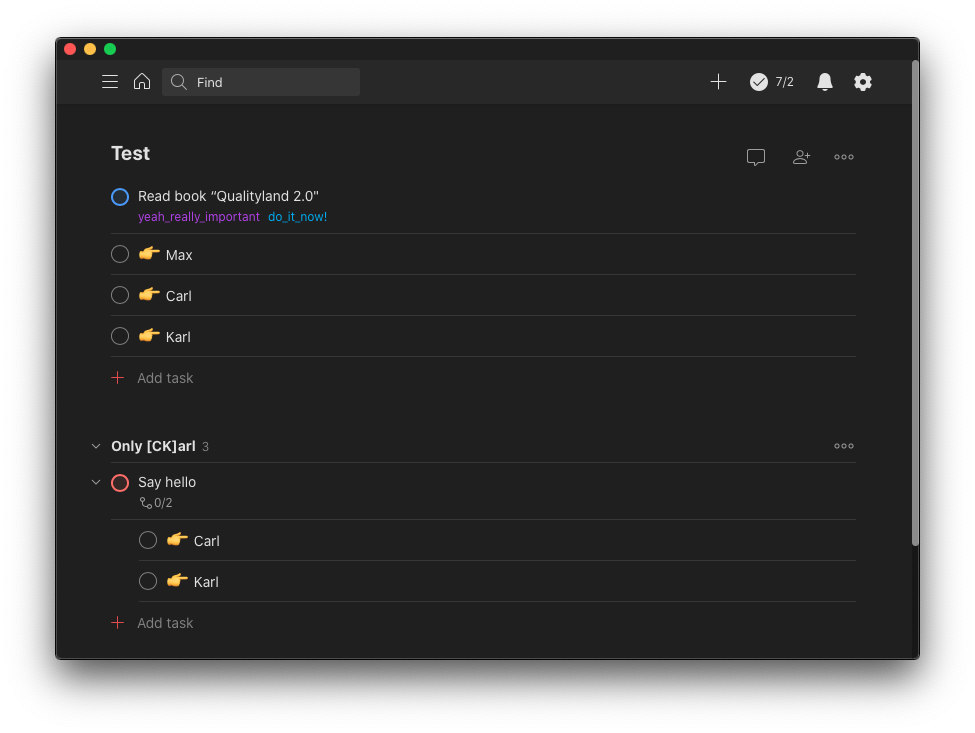 Find
7/2
Test
Read book “Qualityland 2.0"
yeah_really_important do_it_now!
👉 Max
👉 Carl
👉 Karl
Add task
Only [CK]arl 3
Say hello
0/2
👉 Carl
👉 Karl
Add task